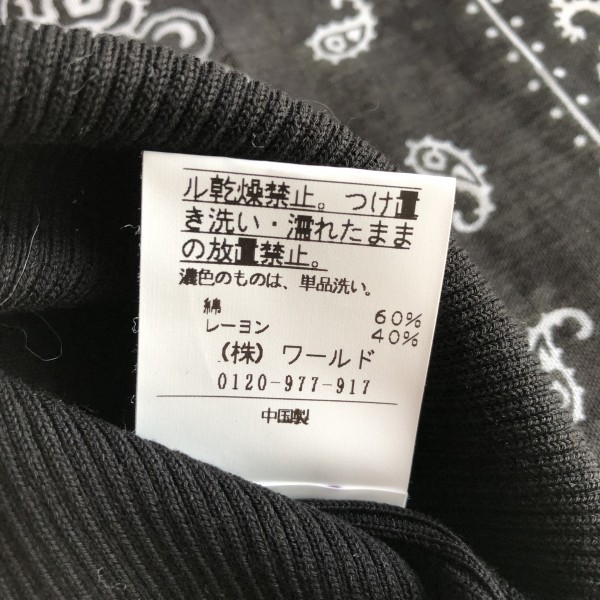 ル乾燥禁止。つけ置
き洗い・濡れたまま
の放置禁止。
濃色のものは、単品洗い。
綿 60%
レーヨン 40%
(株) ワールド
0120-977-917
中国製